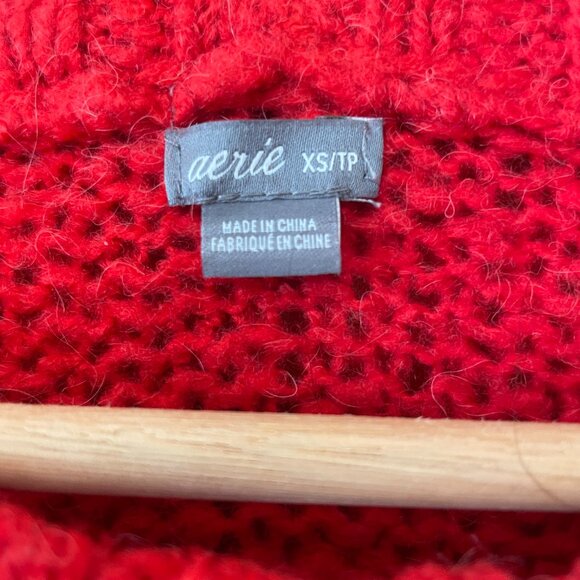 aerie XS/TP
MADE IN CHINA
FABRIQUÉ EN CHINE